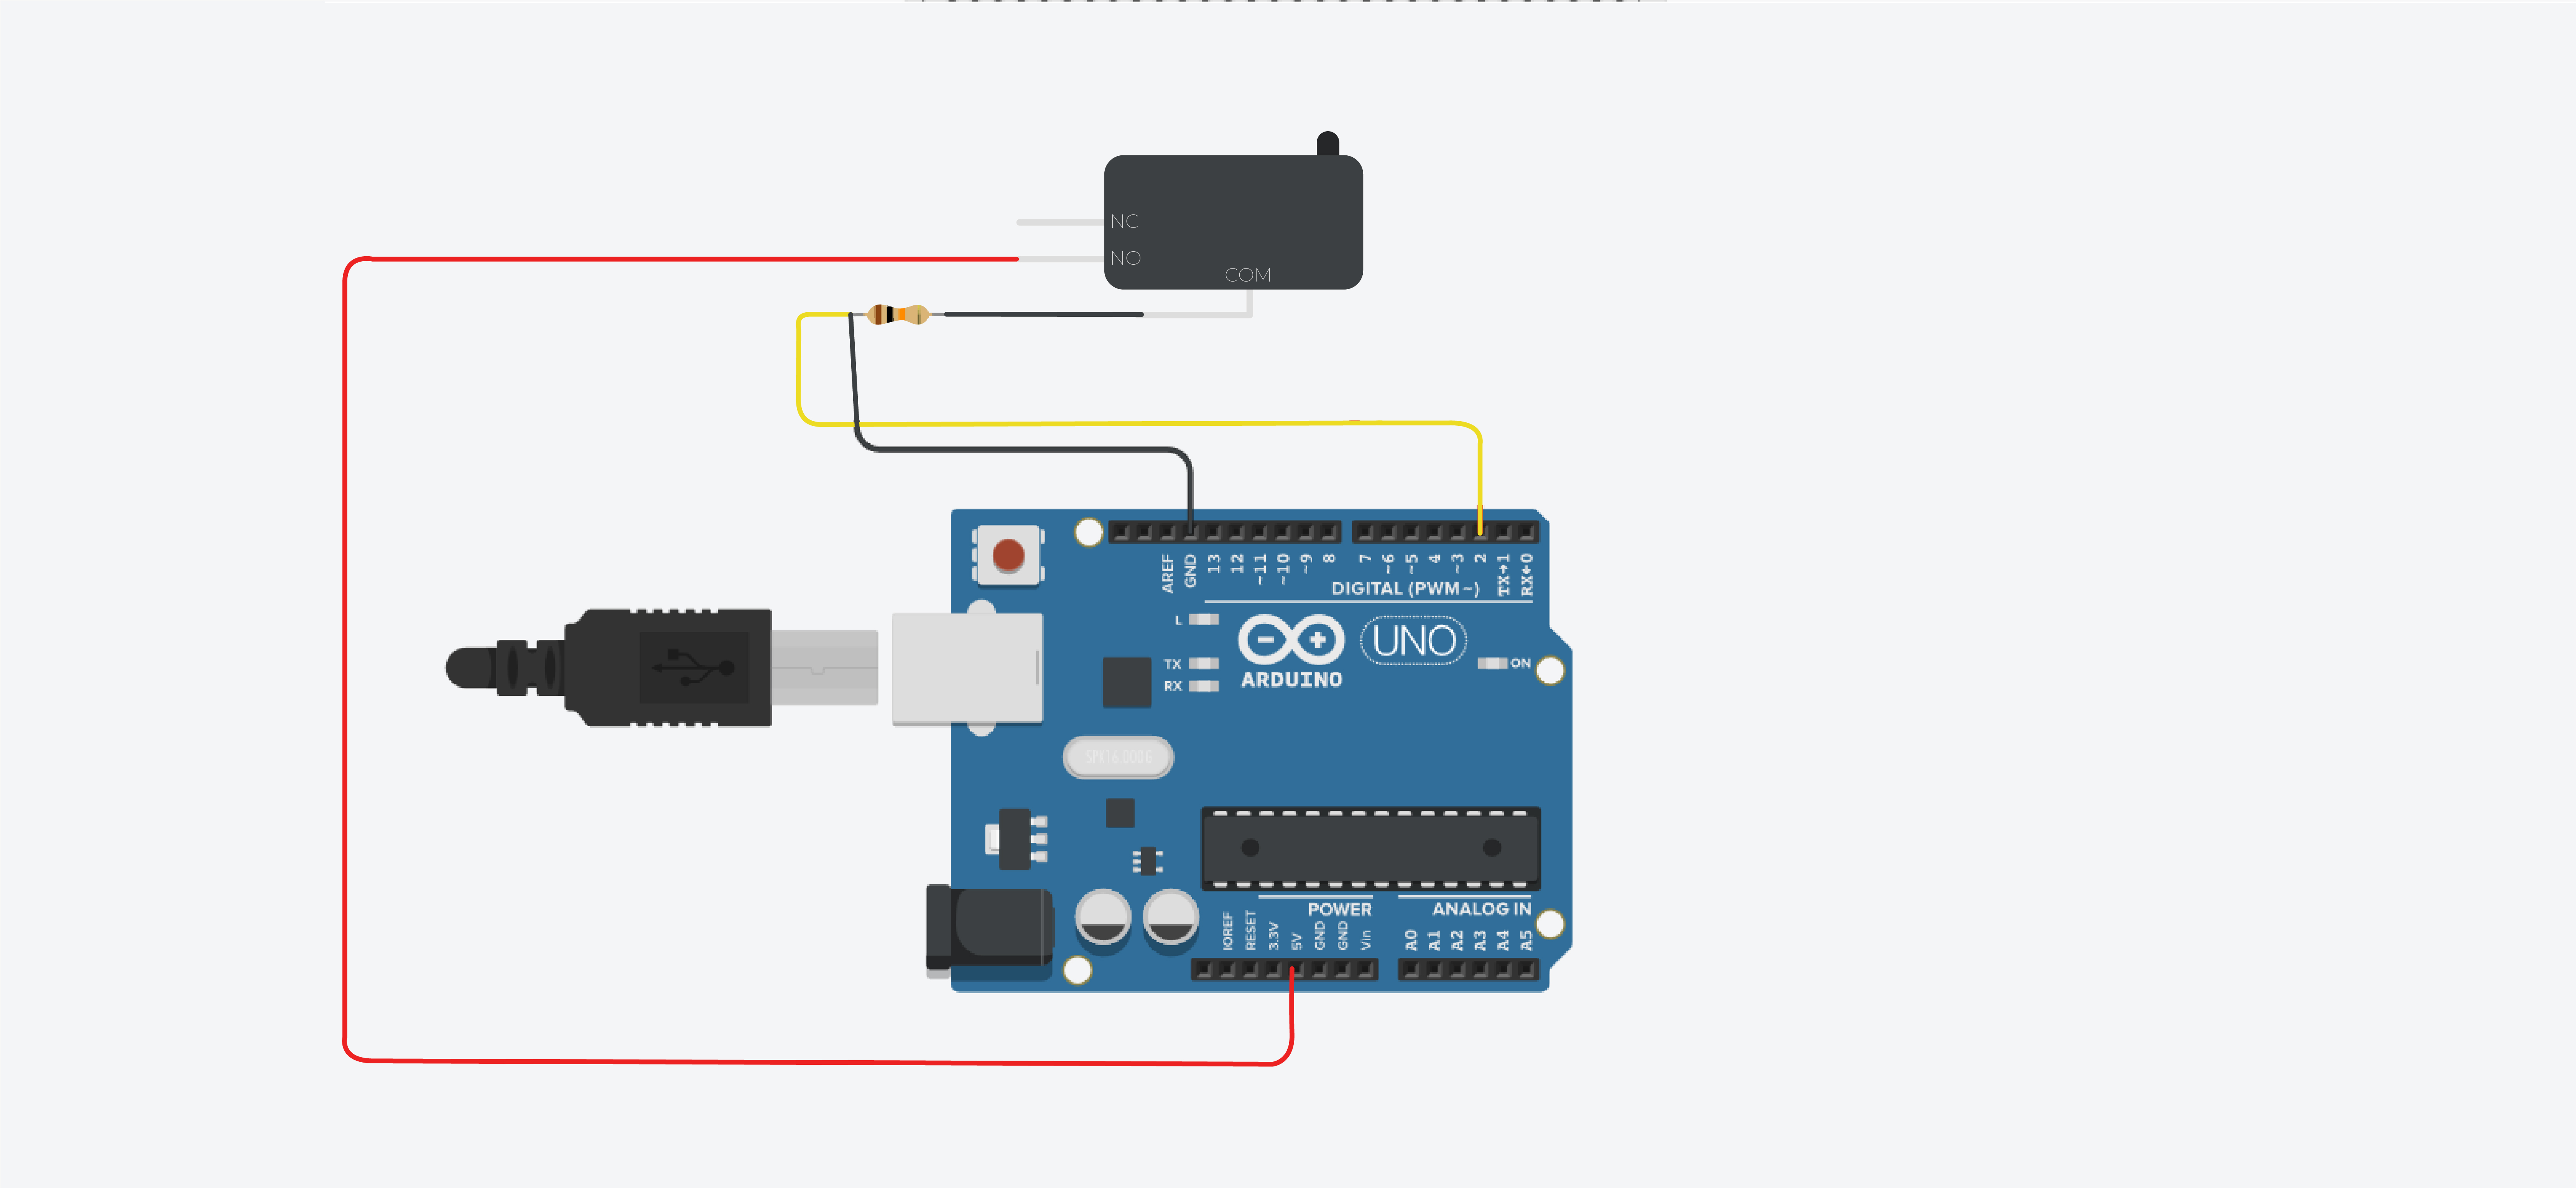 NC
NO
COM
AREF
GND
13
12
~11
~10
~9
8
7
~6
~5
4
~3
2
TX→1
RX←0
DIGITAL (PWM~)
L
TX
RX
ARDUINO
UNO
ON
SPK16.000G
POWER
ANALOG IN
IOREF
RESET
3.3V
5V
GND
GND
Vin
A0
A1
A2
A3
A4
A5